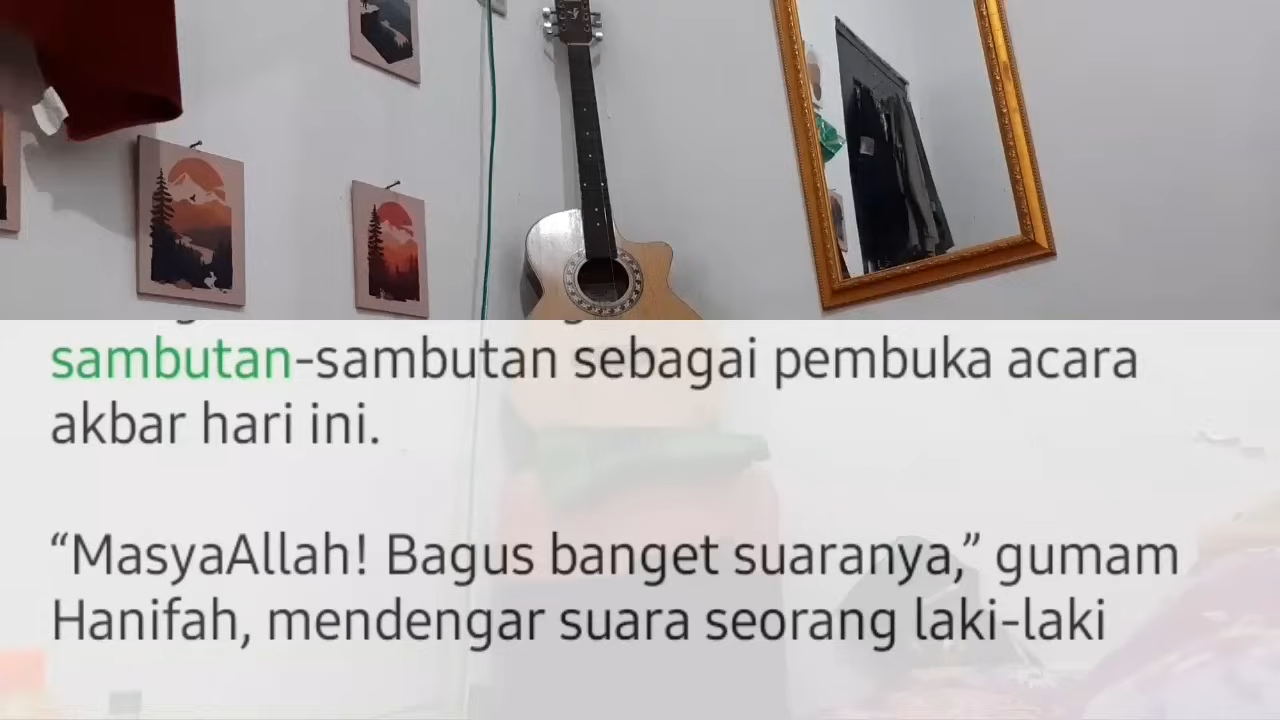 sambutan-sambutan sebagai pembuka acara
akbar hari ini.
“MasyaAllah! Bagus banget suaranya,” gumam
Hanifah, mendengar suara seorang laki-laki